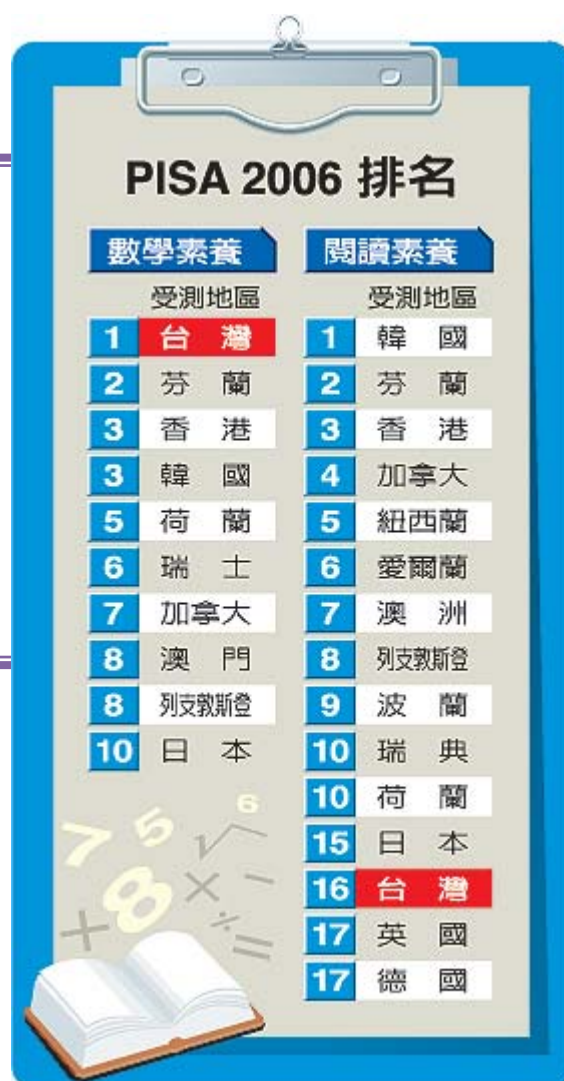 PISA 2006 排名
數學素養
受測地區
1 台灣
2 芬蘭
3 香港
3 韓國
5 荷蘭
6 瑞士
7 加拿大
8 澳門
8 列支敦斯登
10 日本
閱讀素養
受測地區
1 韓國
2 芬蘭
3 香港
4 加拿大
5 紐西蘭
6 愛爾蘭
7 澳洲
8 列支敦斯登
9 波蘭
10 瑞典
10 荷蘭
15 日本
16 台灣
17 英國
17 德國
7 5 6 √
8 × −
+ ÷ =